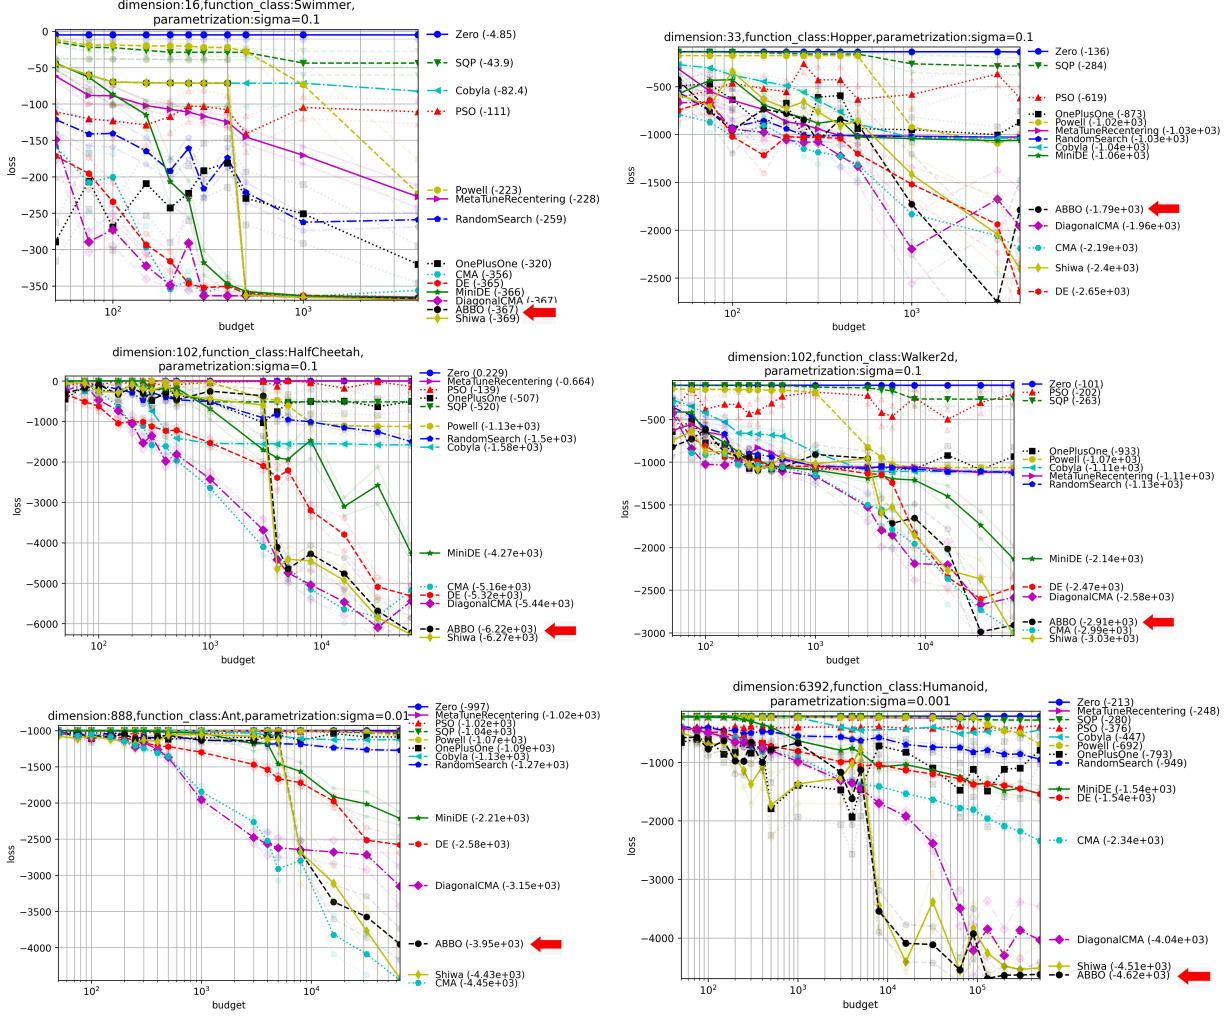 dimension:16,function_class:Swimmer,
parametrization:sigma=0.1
0
−50
−100
−150
−200
−250
−300
−350
loss
10²
10³
budget
Zero (-4.85)
SQP (-43.9)
Cobyla (-82.4)
PSO (-111)
Powell (-223)
MetaTuneRecentering (-228)
RandomSearch (-259)
OnePlusOne (-320)
CMA (-356)
DE (-365)
MiniDE (-366)
DiagonalCMA (-367)
ABBO (-367)
Shiwa (-369)
dimension:33,function_class:Hopper,parametrization:sigma=0.1
−500
−1000
−1500
−2000
−2500
loss
10²
10³
budget
Zero (-136)
SQP (-284)
PSO (-619)
OnePlusOne (-873)
Powell (-1.02e+03)
MetaTuneRecentering (-1.03e+03)
RandomSearch (-1.03e+03)
Cobyla (-1.04e+03)
MiniDE (-1.06e+03)
ABBO (-1.79e+03)
DiagonalCMA (-1.96e+03)
CMA (-2.19e+03)
Shiwa (-2.4e+03)
DE (-2.65e+03)
dimension:102,function_class:HalfCheetah,
parametrization:sigma=0.1
0
−1000
−2000
−3000
−4000
−5000
−6000
loss
10²
10³
10⁴
budget
Zero (0.229)
MetaTuneRecentering (-0.664)
PSO (-139)
OnePlusOne (-507)
SQP (-520)
Powell (-1.13e+03)
RandomSearch (-1.5e+03)
Cobyla (-1.58e+03)
MiniDE (-4.27e+03)
CMA (-5.16e+03)
DE (-5.32e+03)
DiagonalCMA (-5.44e+03)
ABBO (-6.22e+03)
Shiwa (-6.27e+03)
dimension:102,function_class:Walker2d,
parametrization:sigma=0.1
−500
−1000
−1500
−2000
−2500
−3000
loss
10²
10³
10⁴
budget
Zero (-101)
PSO (-202)
SQP (-263)
OnePlusOne (-933)
Powell (-1.07e+03)
Cobyla (-1.11e+03)
MetaTuneRecentering (-1.11e+03)
RandomSearch (-1.13e+03)
MiniDE (-2.14e+03)
DE (-2.47e+03)
DiagonalCMA (-2.58e+03)
ABBO (-2.91e+03)
CMA (-2.99e+03)
Shiwa (-3.03e+03)
dimension:888,function_class:Ant,parametrization:sigma=0.01
−1000
−1500
−2000
−2500
−3000
−3500
−4000
loss
10²
10³
10⁴
budget
Zero (-997)
MetaTuneRecentering (-1.02e+03)
PSO (-1.02e+03)
SQP (-1.04e+03)
Powell (-1.07e+03)
OnePlusOne (-1.09e+03)
Cobyla (-1.13e+03)
RandomSearch (-1.27e+03)
MiniDE (-2.21e+03)
DE (-2.58e+03)
DiagonalCMA (-3.15e+03)
ABBO (-3.95e+03)
Shiwa (-4.43e+03)
CMA (-4.45e+03)
dimension:6392,function_class:Humanoid,
parametrization:sigma=0.001
−1000
−2000
−3000
−4000
loss
10²
10³
10⁴
10⁵
budget
Zero (-213)
MetaTuneRecentering (-248)
SQP (-280)
PSO (-376)
Cobyla (-447)
Powell (-692)
OnePlusOne (-793)
RandomSearch (-949)
MiniDE (-1.54e+03)
DE (-1.54e+03)
CMA (-2.34e+03)
DiagonalCMA (-4.04e+03)
Shiwa (-4.51e+03)
ABBO (-4.62e+03)